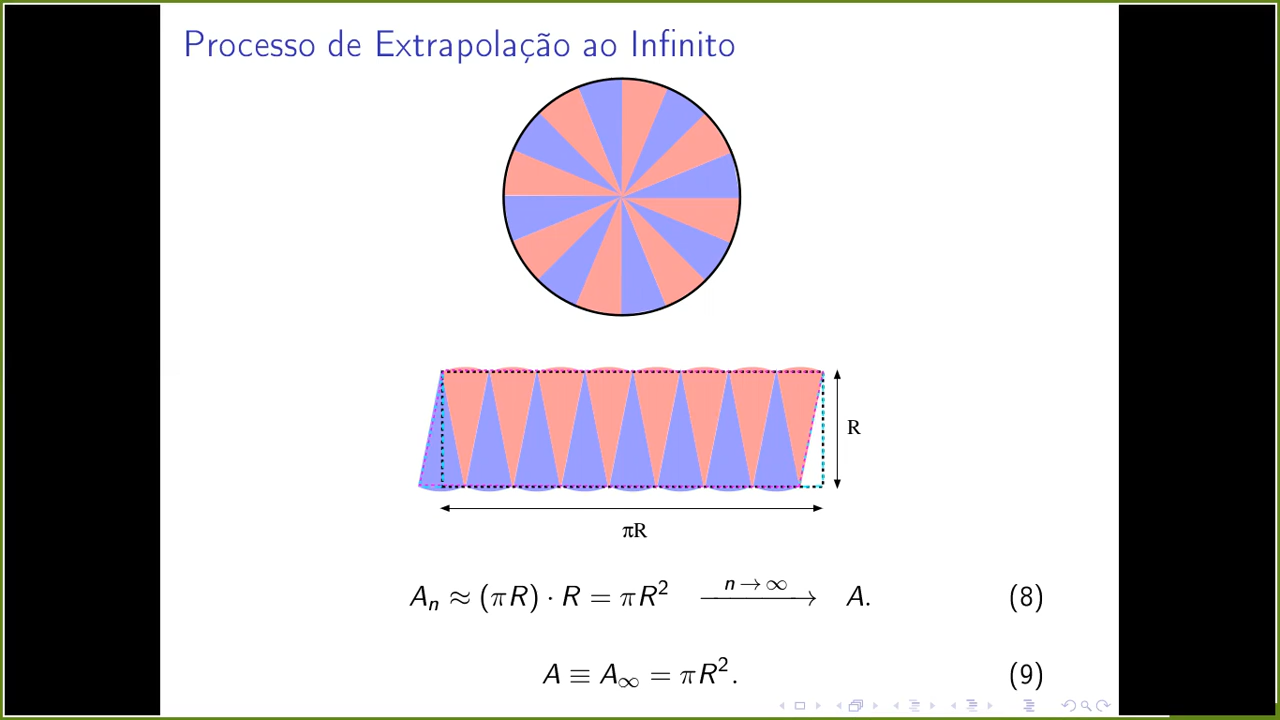 Processo de Extrapolação ao Infinito
R
πR
Aₙ ≈ (πR) · R = πR² n → ∞ ⟶ A. (8)
A ≡ A∞ = πR². (9)